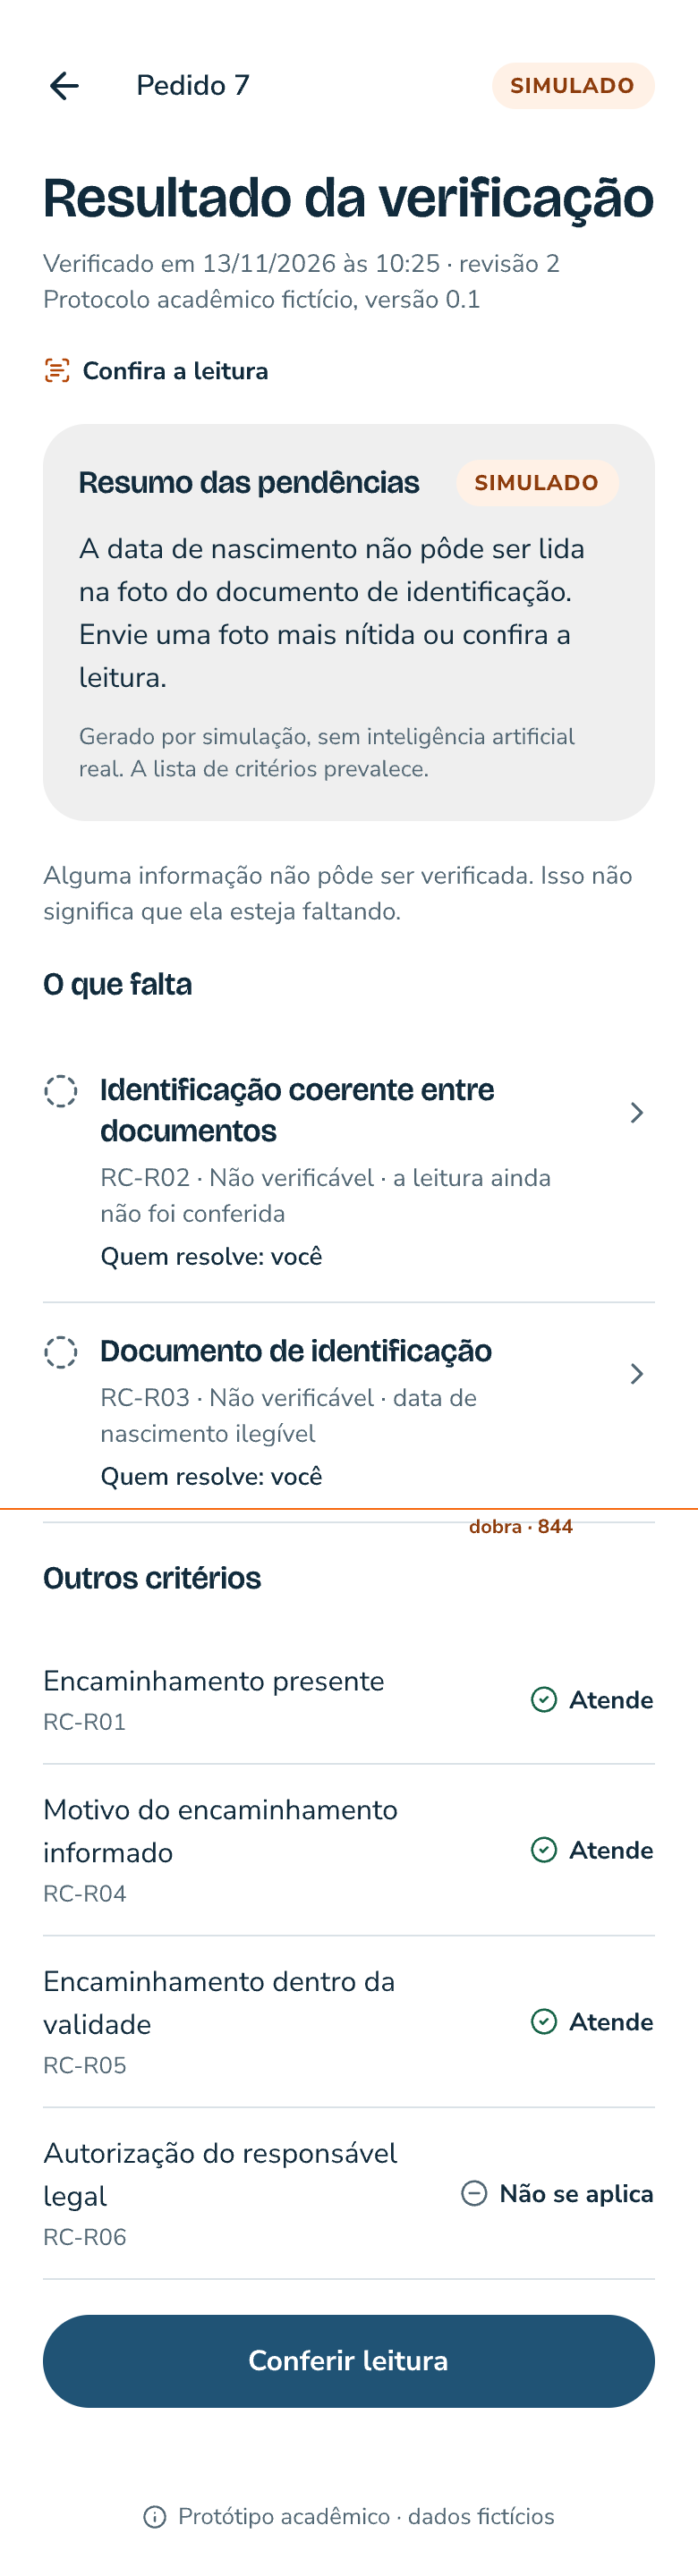 Pedido 7
SIMULADO
Resultado da verificação
Verificado em 13/11/2026 às 10:25 · revisão 2
Protocolo acadêmico fictício, versão 0.1
Confira a leitura
Resumo das pendências
SIMULADO
A data de nascimento não pôde ser lida
na foto do documento de identificação.
Envie uma foto mais nítida ou confira a
leitura.
Gerado por simulação, sem inteligência artificial
real. A lista de critérios prevalece.
Alguma informação não pôde ser verificada. Isso não
significa que ela esteja faltando.
O que falta
Identificação coerente entre
documentos
RC-R02 · Não verificável · a leitura ainda
não foi conferida
Quem resolve: você
Documento de identificação
RC-R03 · Não verificável · data de
nascimento ilegível
Quem resolve: você
dobra · 844
Outros critérios
Encaminhamento presente
RC-R01
Atende
Motivo do encaminhamento
informado
RC-R04
Atende
Encaminhamento dentro da
validade
RC-R05
Atende
Autorização do responsável
legal
RC-R06
Não se aplica
Conferir leitura
Protótipo acadêmico · dados fictícios